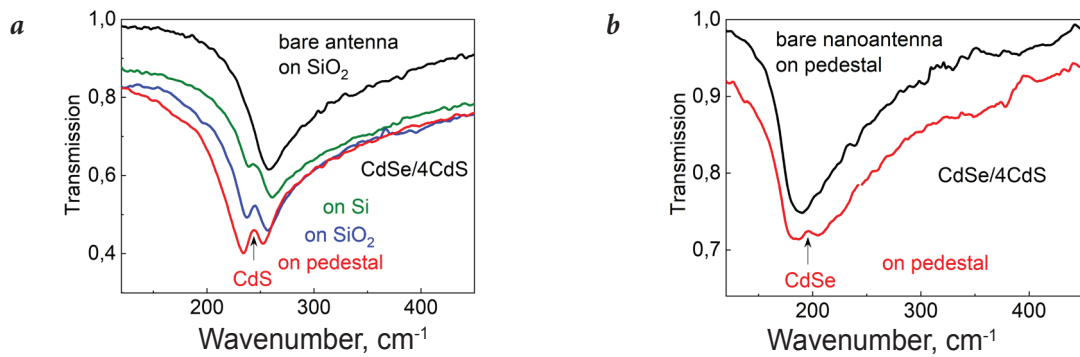 a
1,0
0,8
0,6
0,4
Transmission
bare antenna
on SiO₂
CdSe/4CdS
on Si
on SiO₂
on pedestal
CdS
200
300
400
Wavenumber, cm⁻¹
b
1,0
0,9
0,8
0,7
Transmission
bare nanoantenna
on pedestal
CdSe/4CdS
CdSe
on pedestal
200
300
400
Wavenumber, cm⁻¹